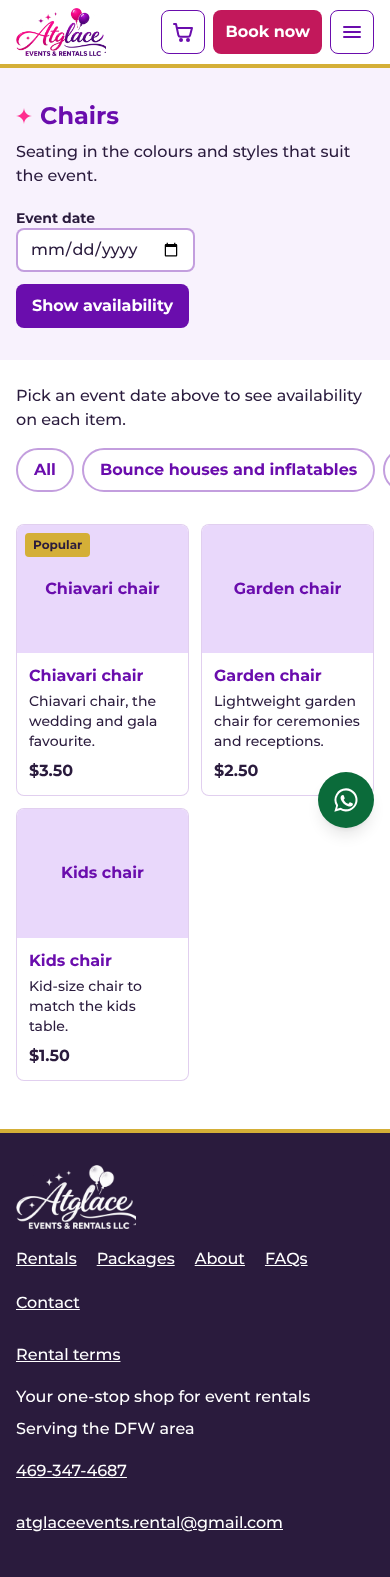 Atglace
EVENTS & RENTALS LLC
Book now
Chairs
Seating in the colours and styles that suit
the event.
Event date
mm/dd/yyyy
Show availability
Pick an event date above to see availability
on each item.
All
Bounce houses and inflatables
Popular
Chiavari chair
Chiavari chair
Chiavari chair, the
wedding and gala
favourite.
$3.50
Garden chair
Garden chair
Lightweight garden
chair for ceremonies
and receptions.
$2.50
Kids chair
Kids chair
Kid-size chair to
match the kids
table.
$1.50
Atglace
EVENTS & RENTALS LLC
Rentals Packages About FAQs
Contact
Rental terms
Your one-stop shop for event rentals
Serving the DFW area
469-347-4687
atglaceevents.rental@gmail.com